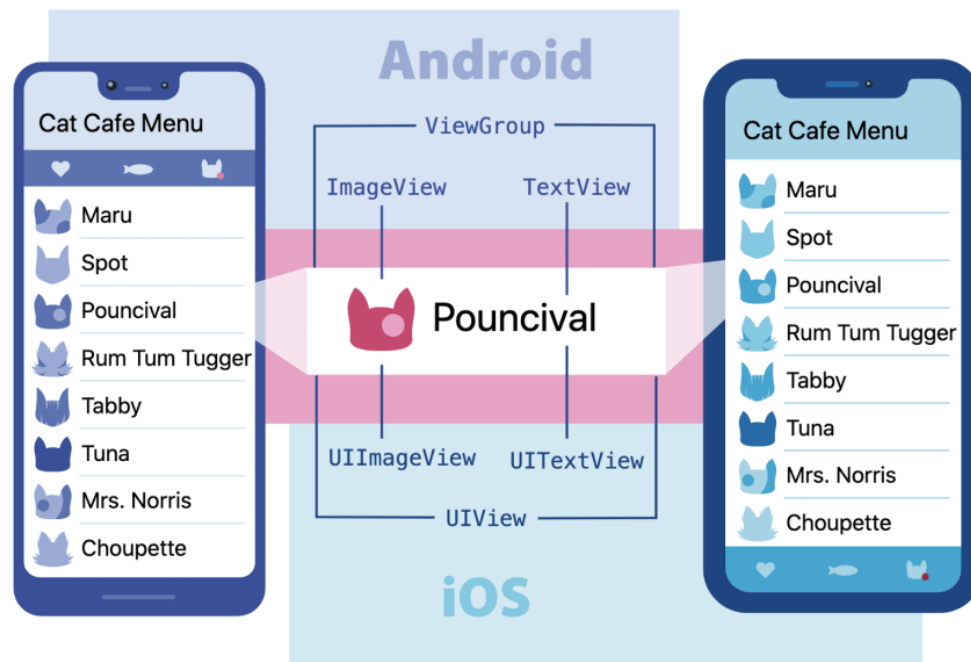 Android
Cat Cafe Menu
Maru
Spot
Pouncival
Rum Tum Tugger
Tabby
Tuna
Mrs. Norris
Choupette
ViewGroup
ImageView
TextView
Pouncival
UIImageView
UITextView
UIView
iOS
Cat Cafe Menu
Maru
Spot
Pouncival
Rum Tum Tugger
Tabby
Tuna
Mrs. Norris
Choupette